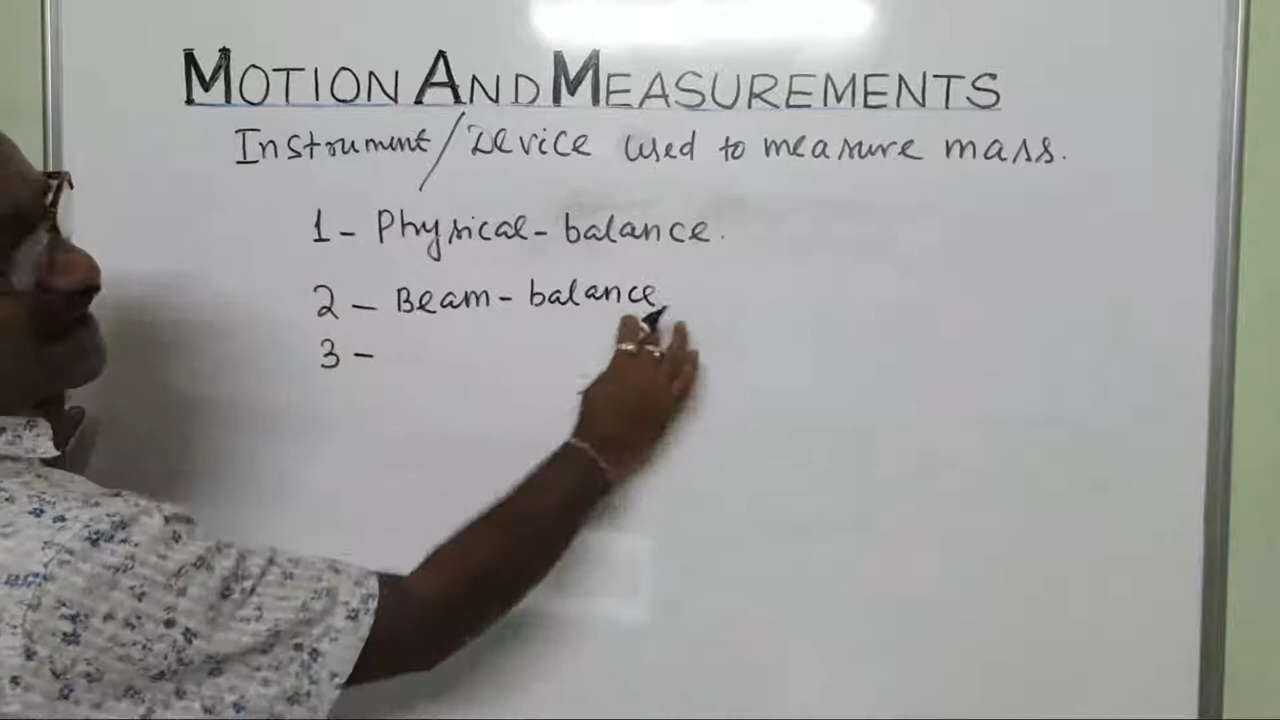 MOTION AND MEASUREMENTS
Instrument/Device used to measure mass.
1- Physical-balance.
2- Beam-balance
3-